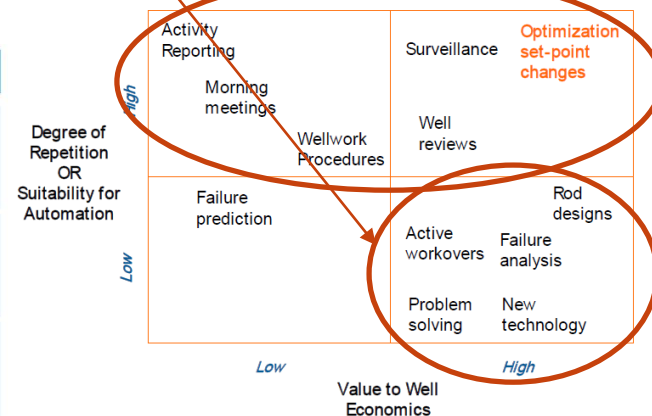 Activity
Reporting
Morning
meetings
Wellwork
Procedures
Surveillance
Optimization
set-point
changes
Well
reviews
High
Degree of
Repetition
OR
Suitability for
Automation
Low
Failure
prediction
Rod
designs
Active
workovers
Failure
analysis
Problem
solving
New
technology
Low
High
Value to Well
Economics